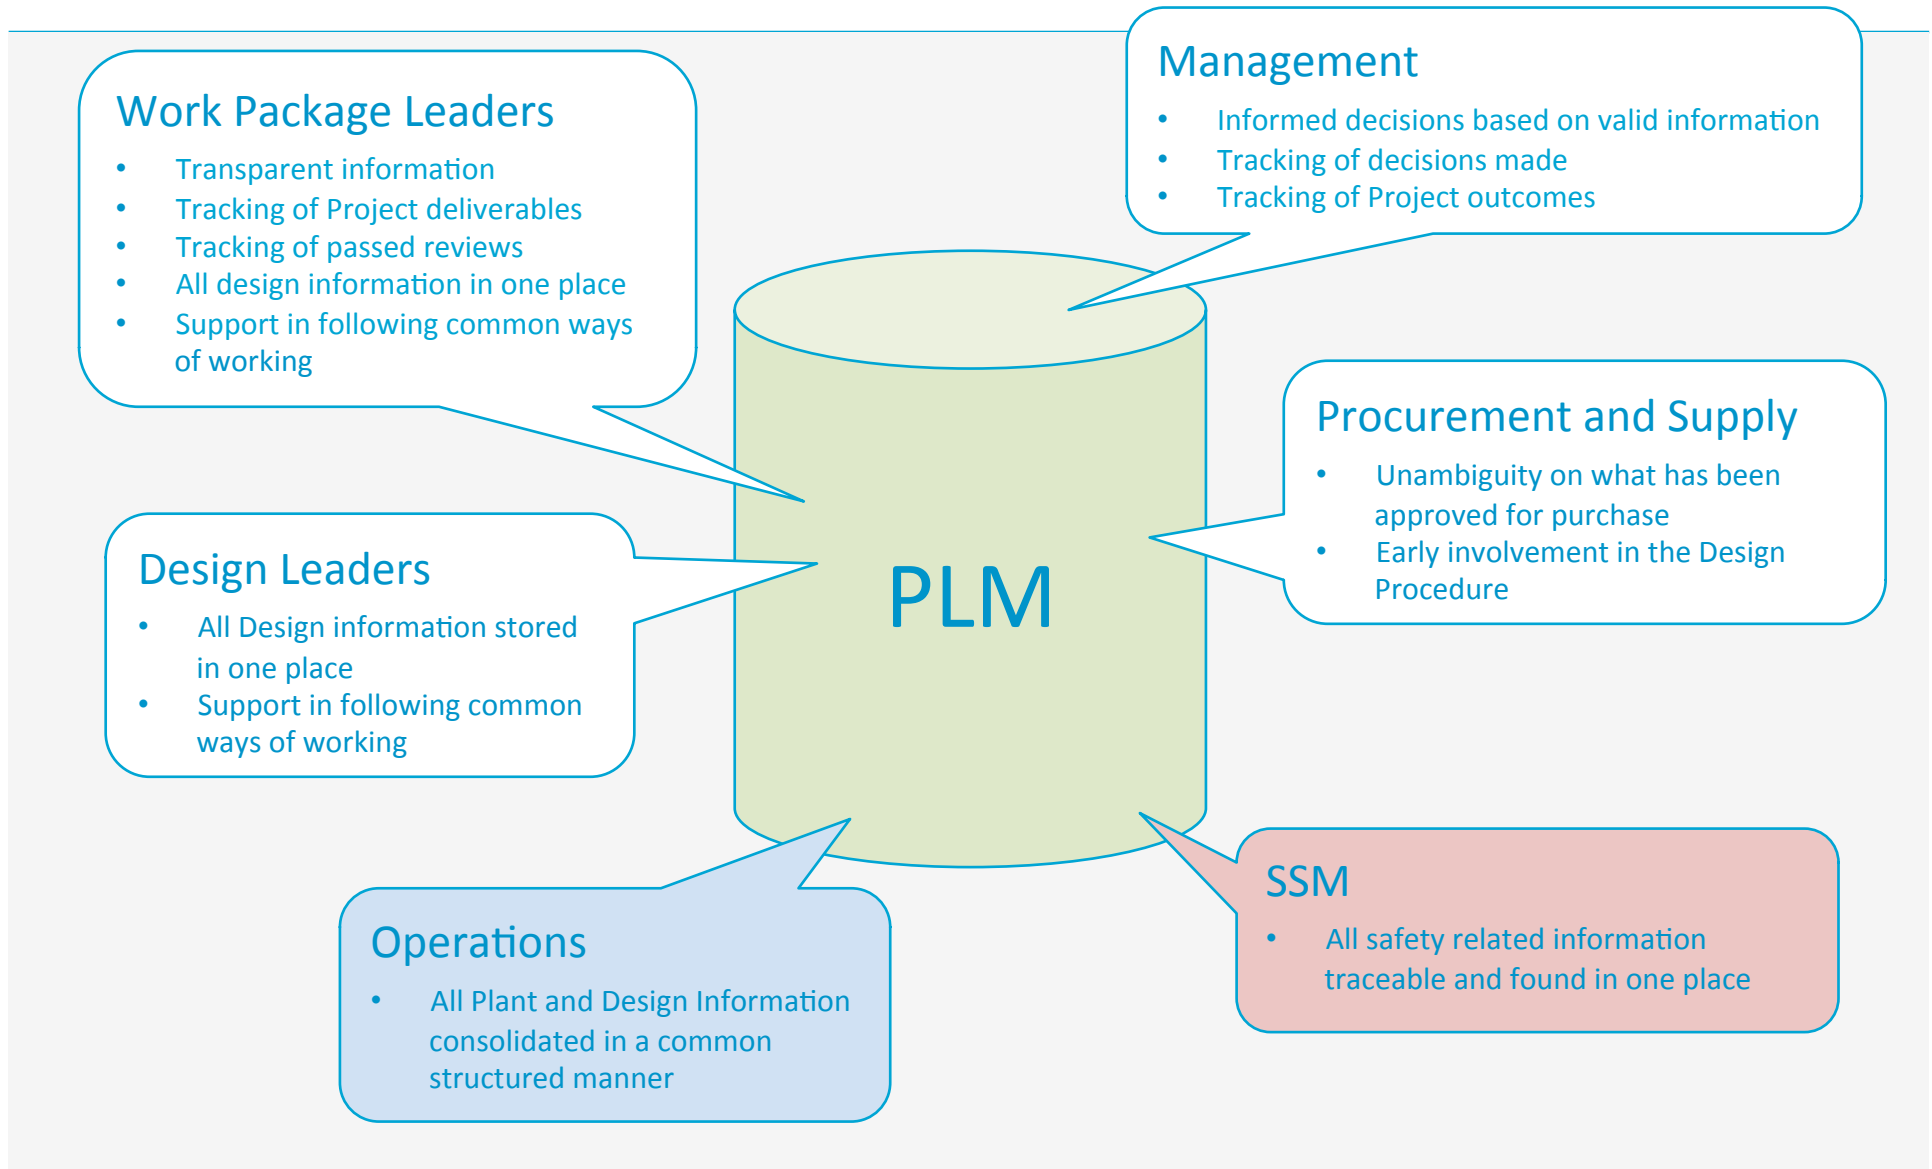 Work Package Leaders
• Transparent information
• Tracking of Project deliverables
• Tracking of passed reviews
• All design information in one place
• Support in following common ways
of working
Management
• Informed decisions based on valid information
• Tracking of decisions made
• Tracking of Project outcomes
Procurement and Supply
• Unambiguity on what has been
approved for purchase
• Early involvement in the Design
Procedure
Design Leaders
• All Design information stored
in one place
• Support in following common
ways of working
PLM
Operations
• All Plant and Design Information
consolidated in a common
structured manner
SSM
• All safety related information
traceable and found in one place